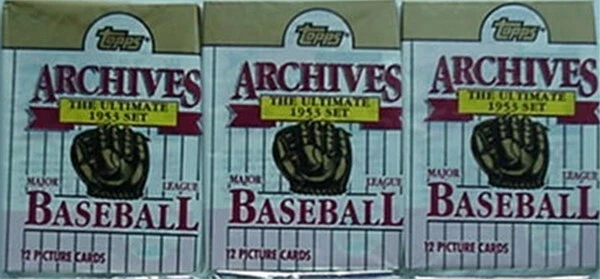 Topps
ARCHIVES
THE ULTIMATE
1953 SET
MAJOR LEAGUE
BASEBALL
12 PICTURE CARDS
Topps
ARCHIVES
THE ULTIMATE
1953 SET
MAJOR LEAGUE
BASEBALL
12 PICTURE CARDS
Topps
ARCHIVES
THE ULTIMATE
1953 SET
MAJOR LEAGUE
BASEBALL
12 PICTURE CARDS